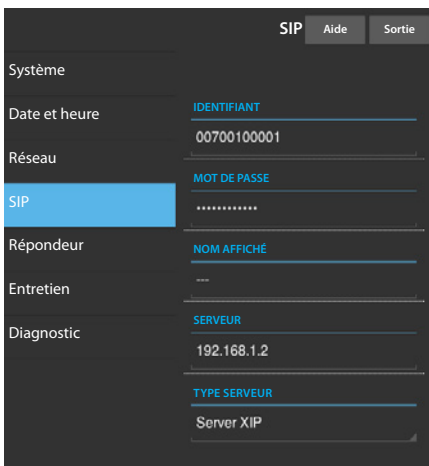 SIP Aide Sortie
Système
Date et heure
Réseau
SIP
Répondeur
Entretien
Diagnostic
IDENTIFIANT
00700100001
MOT DE PASSE
••••••••••••
NOM AFFICHÉ
---
SERVEUR
192.168.1.2
TYPE SERVEUR
Server XIP